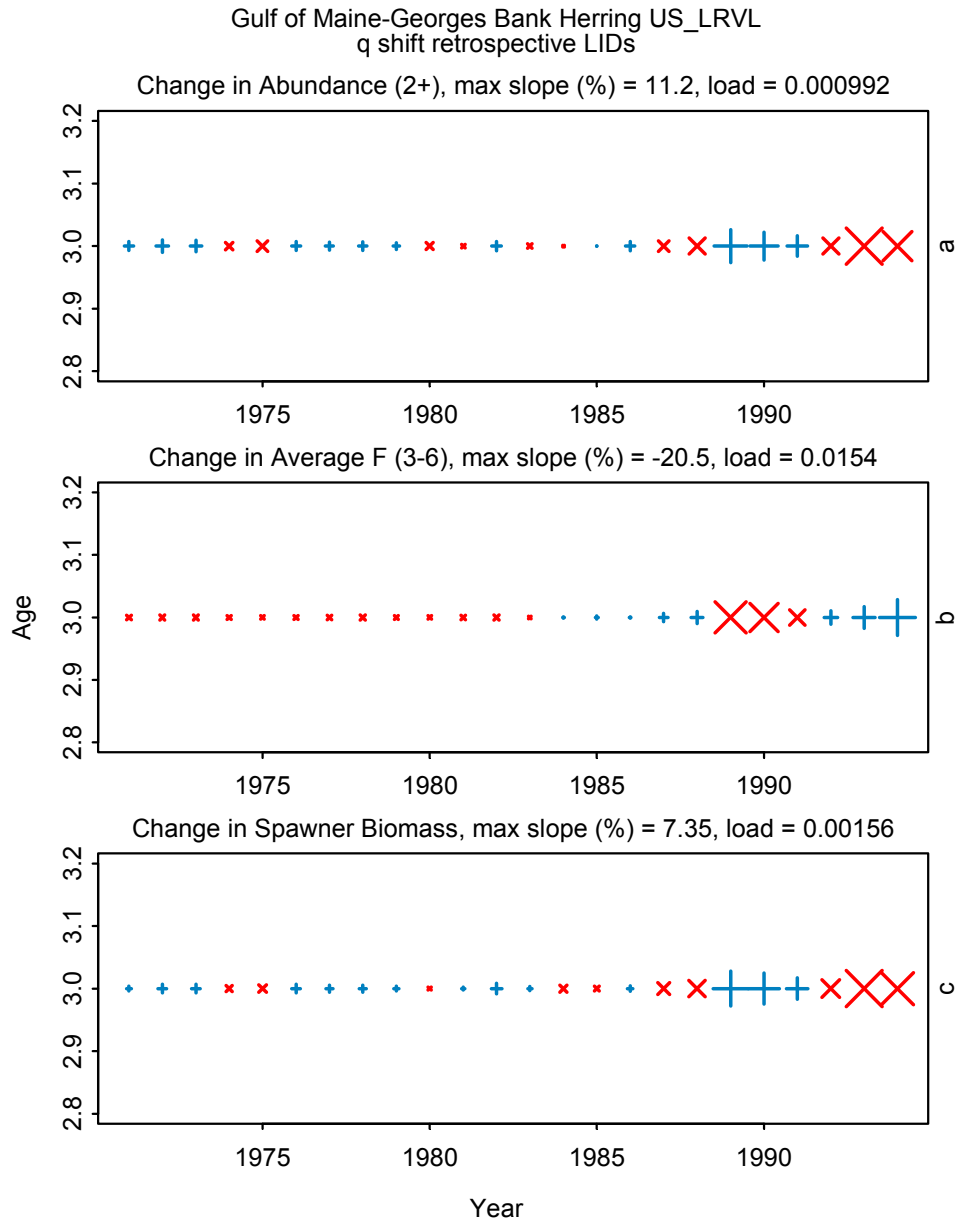 Gulf of Maine-Georges Bank Herring US_LRVL
q shift retrospective LIDs
Change in Abundance (2+), max slope (%) = 11.2, load = 0.000992
3.2
3.1
3.0
2.9
2.8
a
1975 1980 1985 1990
Change in Average F (3-6), max slope (%) = -20.5, load = 0.0154
3.2
3.1
3.0
2.9
2.8
Age
b
1975 1980 1985 1990
Change in Spawner Biomass, max slope (%) = 7.35, load = 0.00156
3.2
3.1
3.0
2.9
2.8
c
1975 1980 1985 1990
Year